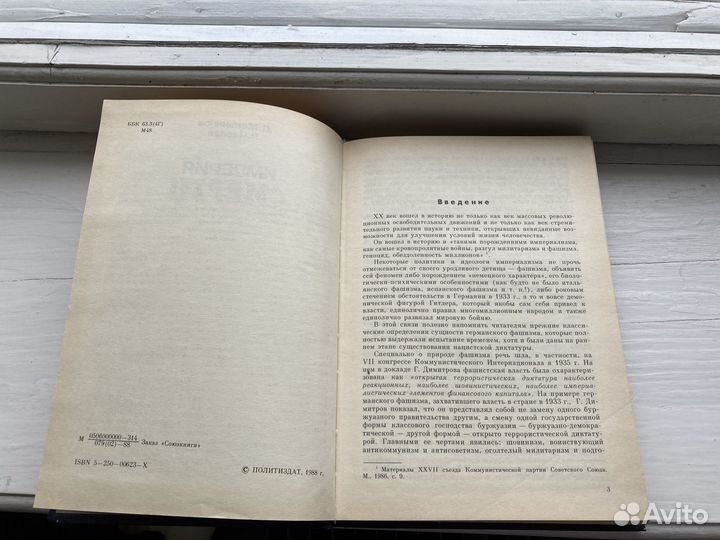 ББК 63.3(4Г)
М48
М 0506000000—314 Заказ «Союзкниги»
079(02)—88
ISBN 5—250—00623—X
© ПОЛИТИЗДАТ, 1988 г.
Введение
XX век вошел в историю не только как век массовых револю-
ционных освободительных движений и не только как век стреми-
тельного развития науки и техники, открывших невиданные воз-
можности для улучшения условий жизни человечества.
Он вошел в историю и «такими порождениями империализма,
как самые кровопролитные войны, разгул милитаризма и фашизма,
геноцид, обездоленность миллионов» ¹.
Некоторые политики и идеологи империализма не прочь
отмежеваться от своего уродливого детища — фашизма, объявить
сей феномен либо порождением «немецкого характера», его биоло-
гически-психическими особенностями (как будто не было италь-
янского фашизма, испанского фашизма и т. п.!), либо роковым
стечением обстоятельств в Германии в 1933 г., а то и вовсе демони-
ческой фигурой Гитлера, который якобы сам себя привел к
власти, единолично правил многомиллионным народом и также
единолично развязал мировую бойню.
В этой связи полезно напомнить читателям прежние класси-
ческие определения сущности германского фашизма, которые пол-
ностью выдержали испытание временем, хотя и были даны на ран-
нем этапе существования нацистской диктатуры.
Специально о природе фашизма речь шла, в частности, на
VII конгрессе Коммунистического Интернационала в 1935 г. На
нем в докладе Г. Димитрова фашистская власть была охарактери-
зована как «открытая террористическая диктатура наиболее
реакционных, наиболее шовинистических, наиболее империа-
листических элементов финансового капитала». На примере
германского фашизма, захватившего власть в стране в 1933 г., Г. Ди-
митров показал, что он представлял собой не замену одного бур-
жуазного правительства другим, а смену одной государственной
формы классового господства буржуазии — буржуазно-демокра-
тической — другой формой — открыто террористической диктату-
рой. Главными ее чертами явились: шовинизм, воинствующий
антикоммунизм и антисоветизм, оголтелый милитаризм и подго-
¹ Материалы XXVII съезда Коммунистической партии Советского Союза.
М., 1986, с. 9.
3
Avito